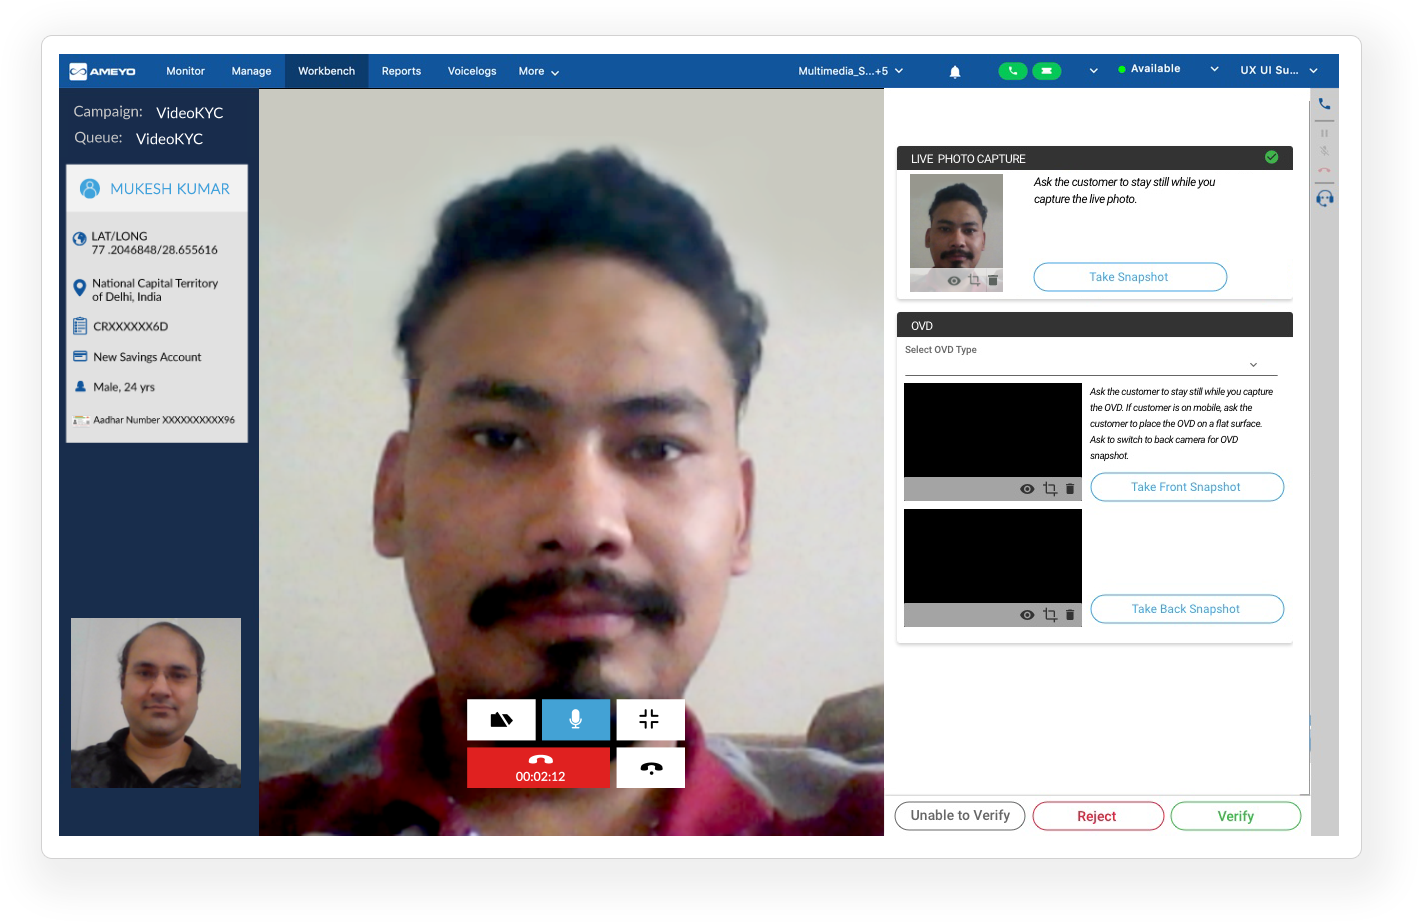 AMEYO Monitor Manage Workbench Reports Voicelogs More Multimedia_S...+5 Available UX UI Su...
Campaign: VideoKYC
Queue: VideoKYC
MUKESH KUMAR
LAT/LONG
77 .2046848/28.655616
National Capital Territory
of Delhi, India
CRXXXXXX6D
New Savings Account
Male, 24 yrs
Aadhar Number XXXXXXXXXX96
00:02:12
LIVE PHOTO CAPTURE
Ask the customer to stay still while you
capture the live photo.
Take Snapshot
OVD
Select OVD Type
Ask the customer to stay still while you capture
the OVD. If customer is on mobile, ask the
customer to place the OVD on a flat surface.
Ask to switch to back camera for OVD
snapshot.
Take Front Snapshot
Take Back Snapshot
Unable to Verify Reject Verify